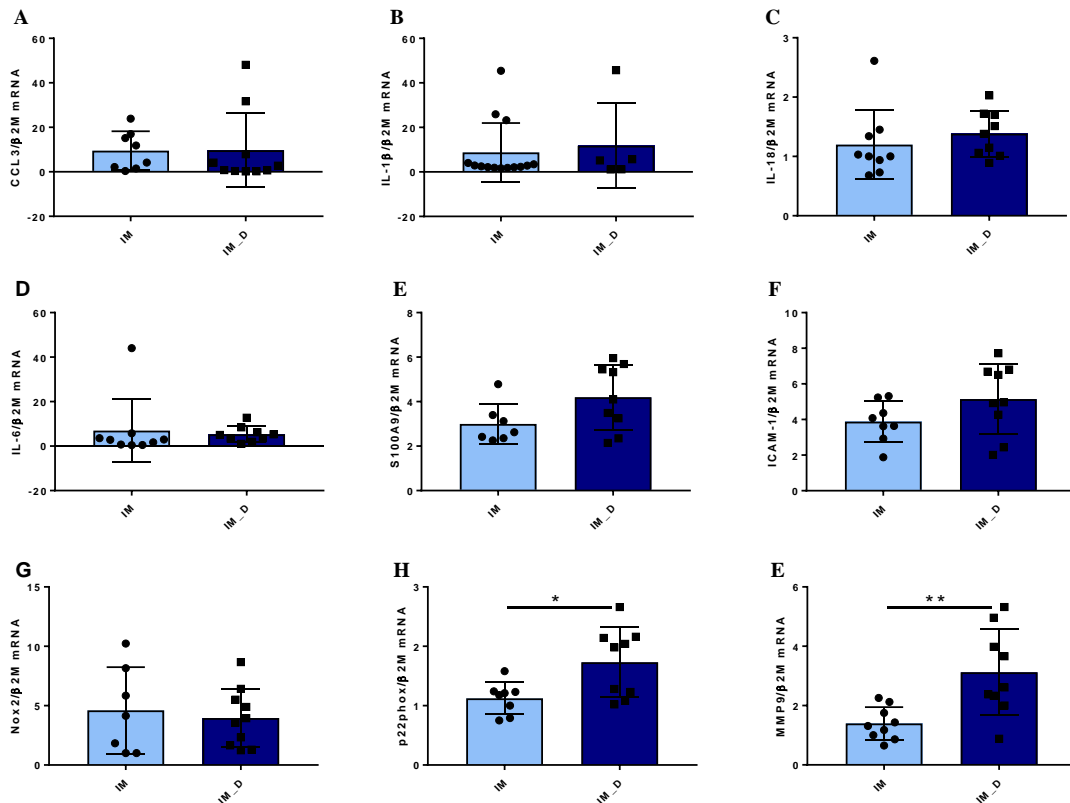 A
CCL3/β2M mRNA
60
40
20
0
-20
IM
IM_D
B
IL-1β/β2M mRNA
60
40
20
0
-20
IM
IM_D
C
IL-18/β2M mRNA
3
2
1
0
IM
IM_D
D
IL-6/β2M mRNA
60
40
20
0
-20
IM
IM_D
E
S100A9/β2M mRNA
8
6
4
2
0
IM
IM_D
F
ICAM-1/β2M mRNA
10
8
6
4
2
0
IM
IM_D
G
Nox2/β2M mRNA
15
10
5
0
IM
IM_D
H
p22phox/β2M mRNA
3
2
1
0
*
IM
IM_D
E
MMP9/β2M mRNA
6
4
2
0
**
IM
IM_D